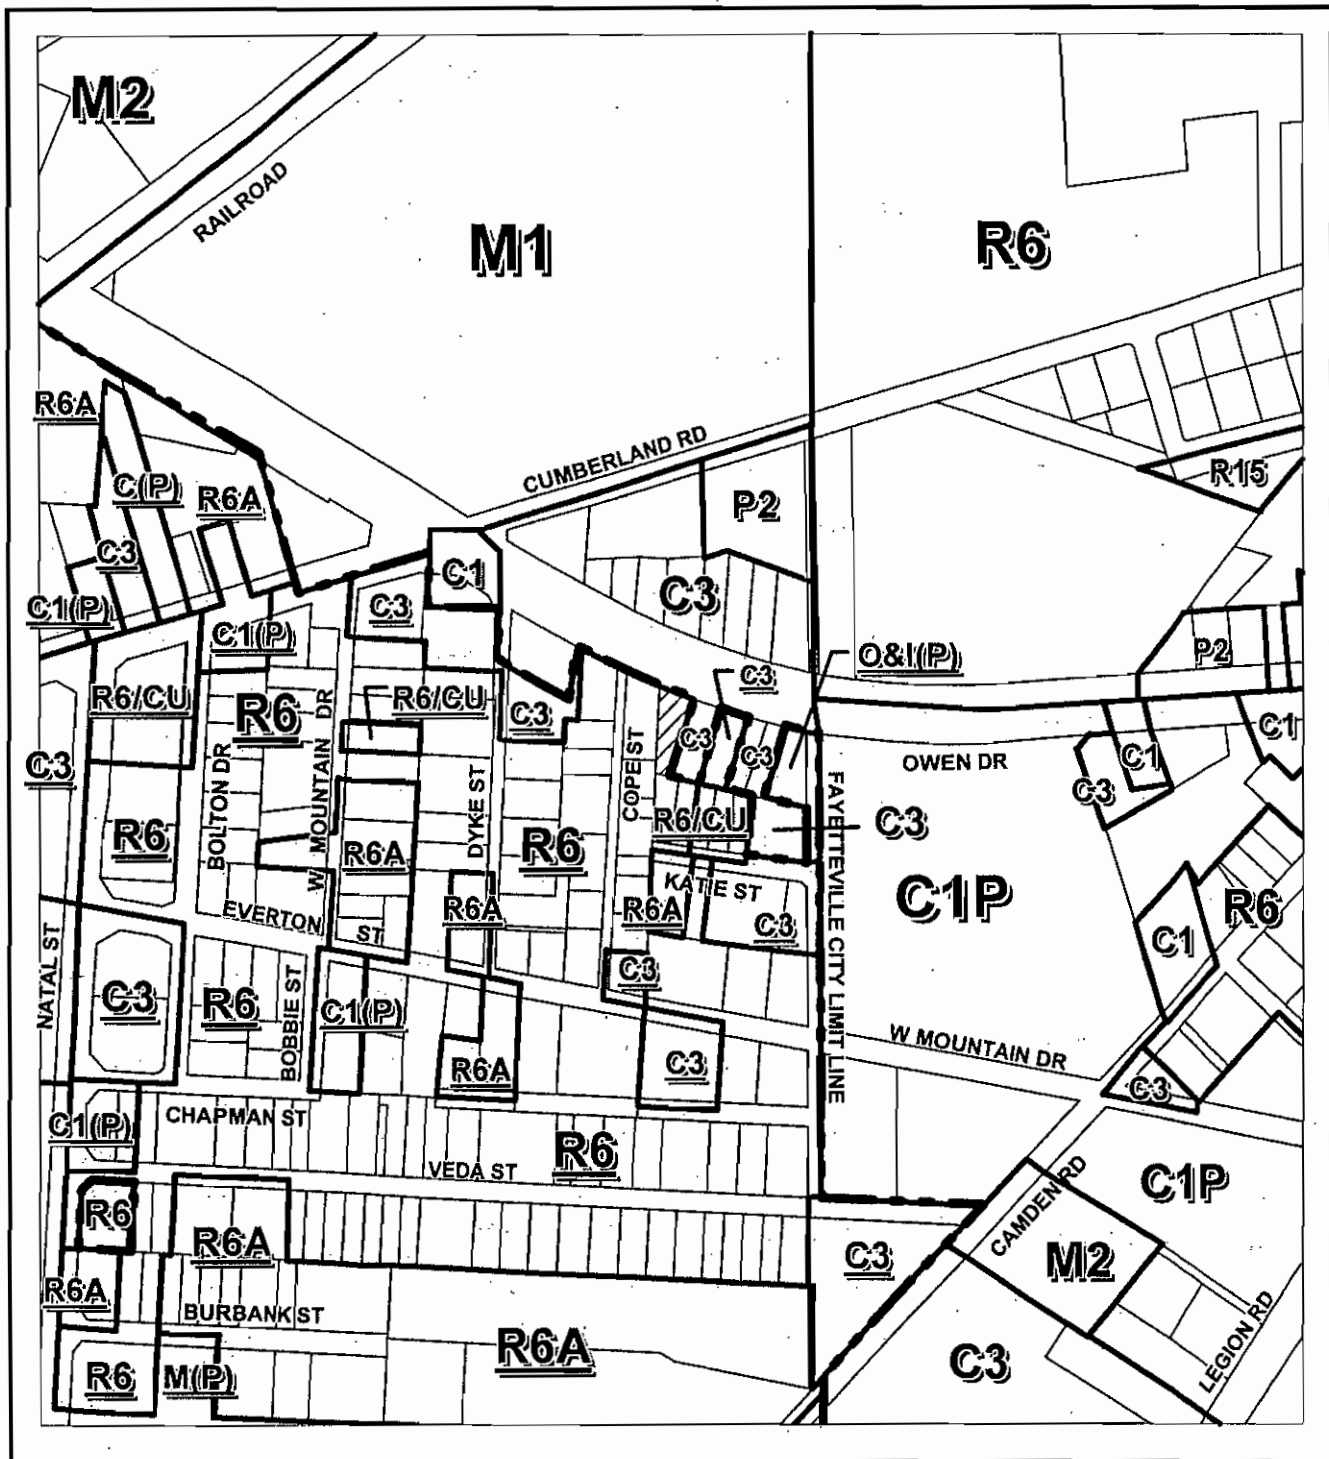 M2
RAILROAD
M1
R6
R6A
CUMBERLAND RD
R15
C(P)
R6A
P2
C3
C1
C3
C3
C1(P)
C1(P)
O&I(P)
P2
R6/CU
R6
R6/CU
C3
C3
C1
C3
W MOUNTAIN DR
BOLTON DR
DYKE ST
COPE ST
C3
C3
OWEN DR
C1
C3
FAYETTEVILLE CITY LIMIT LINE
R6
R6A
R6
R6/CU
C3
KATIE ST
C1P
R6
EVERTON ST
R6A
R6A
C3
C1
NATAL ST
C3
R6
BOBBIE ST
C1(P)
C3
W MOUNTAIN DR
R6A
C3
C3
C1(P)
CHAPMAN ST
R6
VEDA ST
C1P
CAMDEN RD
R6
R6A
C3
M2
R6A
BURBANK ST
R6A
R6
M(P)
C3
LEGION RD